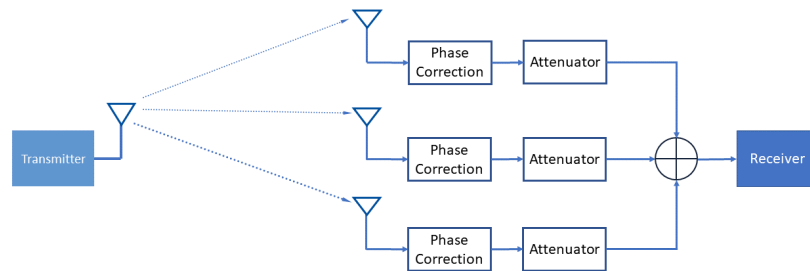 Phase
Correction
Attenuator
Transmitter
Phase
Correction
Attenuator
Receiver
Phase
Correction
Attenuator